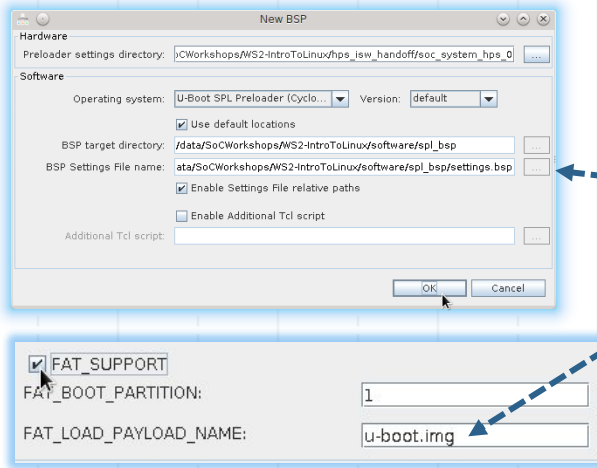 New BSP
Hardware
Preloader settings directory: oCWorkshops/WS2-IntroToLinux/hps_isw_handoff/soc_system_hps_0 ...
Software
Operating system: U-Boot SPL Preloader (Cyclo... Version: default
Use default locations
BSP target directory: /data/SoCWorkshops/WS2-IntroToLinux/software/spl_bsp ...
BSP Settings File name: ata/SoCWorkshops/WS2-IntroToLinux/software/spl_bsp/settings.bsp ...
Enable Settings File relative paths
Enable Additional Tcl script
Additional Tcl script: ...
OK Cancel
FAT_SUPPORT
FAT_BOOT_PARTITION: 1
FAT_LOAD_PAYLOAD_NAME: u-boot.img